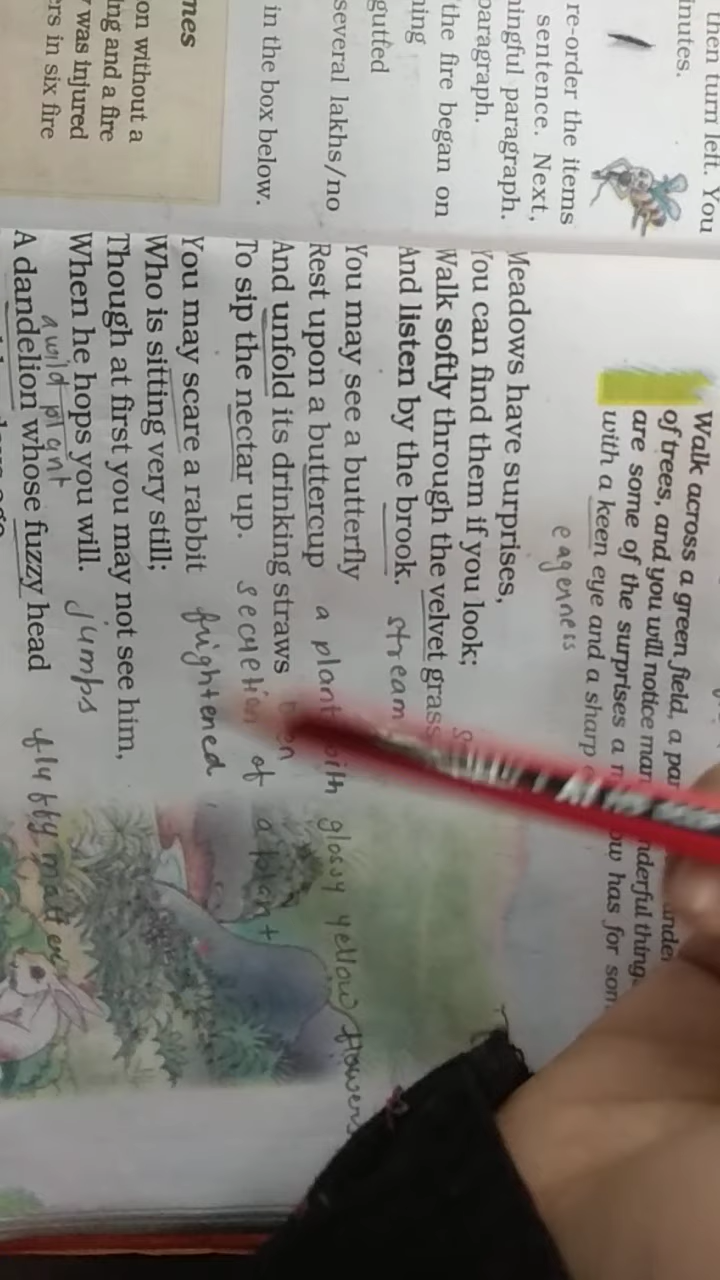 then turn left. You
inutes.
re-order the items
sentence. Next,
ningful paragraph.
paragraph.
the fire began on
ning
gutted
several lakhs/no
in the box below.
mes
on without a
ing and a fire
y was injured
ers in six fire
Walk across a green field, a
of trees, and you will notice
are some of the surprises a
with a keen eye and a sharp
eagerness
Meadows have surprises,
You can find them if you look;
Walk softly through the velvet grass
And listen by the brook. stream
You may see a butterfly
Rest upon a buttercup a plant with glossy yellow flowers
And unfold its drinking straws
To sip the nectar up. secretion of a plant
You may scare a rabbit frightened
Who is sitting very still;
Though at first you may not see him,
When he hops you will. jumps
a wild plant
A dandelion whose fuzzy head fluffy matter